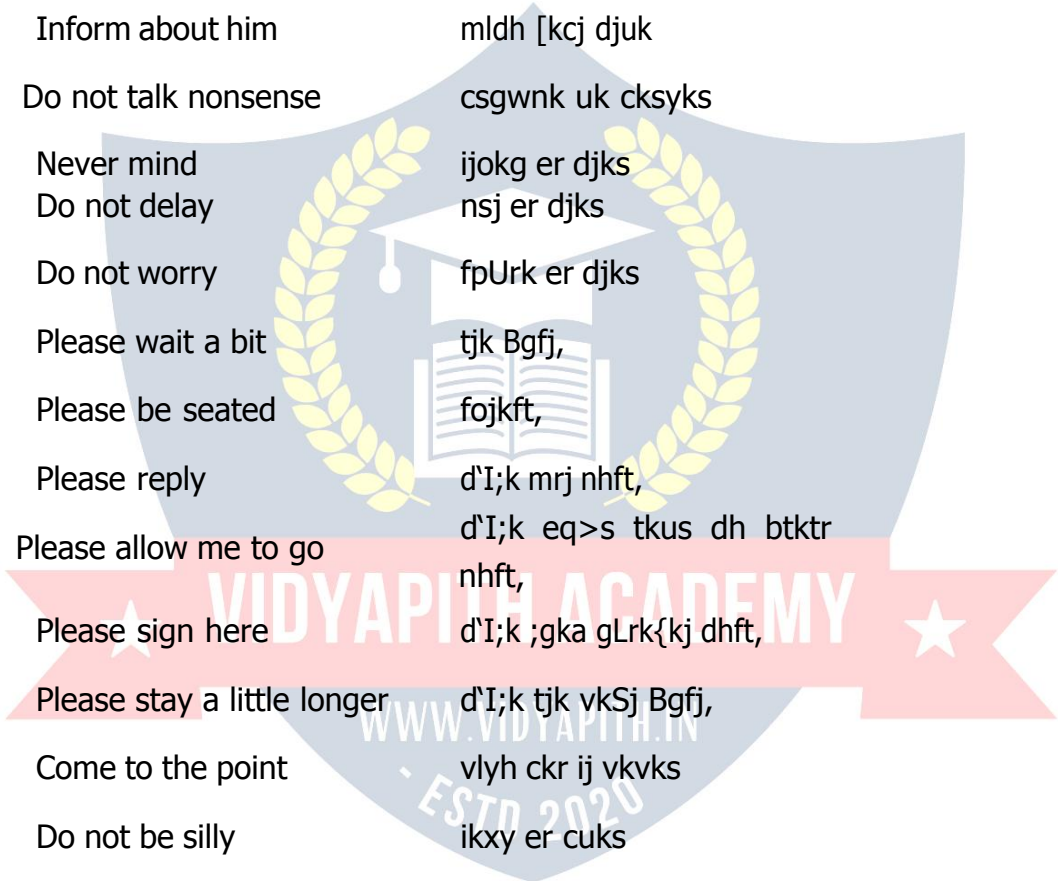 Inform about him mldh [kcj djuk
Do not talk nonsense csgwnk uk cksyks
Never mind ijokg er djks
Do not delay nsj er djks
Do not worry fpUrk er djks
Please wait a bit tjk Bgfj,
Please be seated fojkft,
Please reply d‘I;k mrj nhft,
Please allow me to go d‘I;k eq>s tkus dh btktr
nhft,
VIDYAPITH ACADEMY
Please sign here d‘I;k ;gka gLrk{kj dhft,
Please stay a little longer d‘I;k tjk vkSj Bgfj,
WWW.VIDYAPITH.IN
Come to the point vlyh ckr ij vkvks
- ESTD 2020
Do not be silly ikxy er cuks